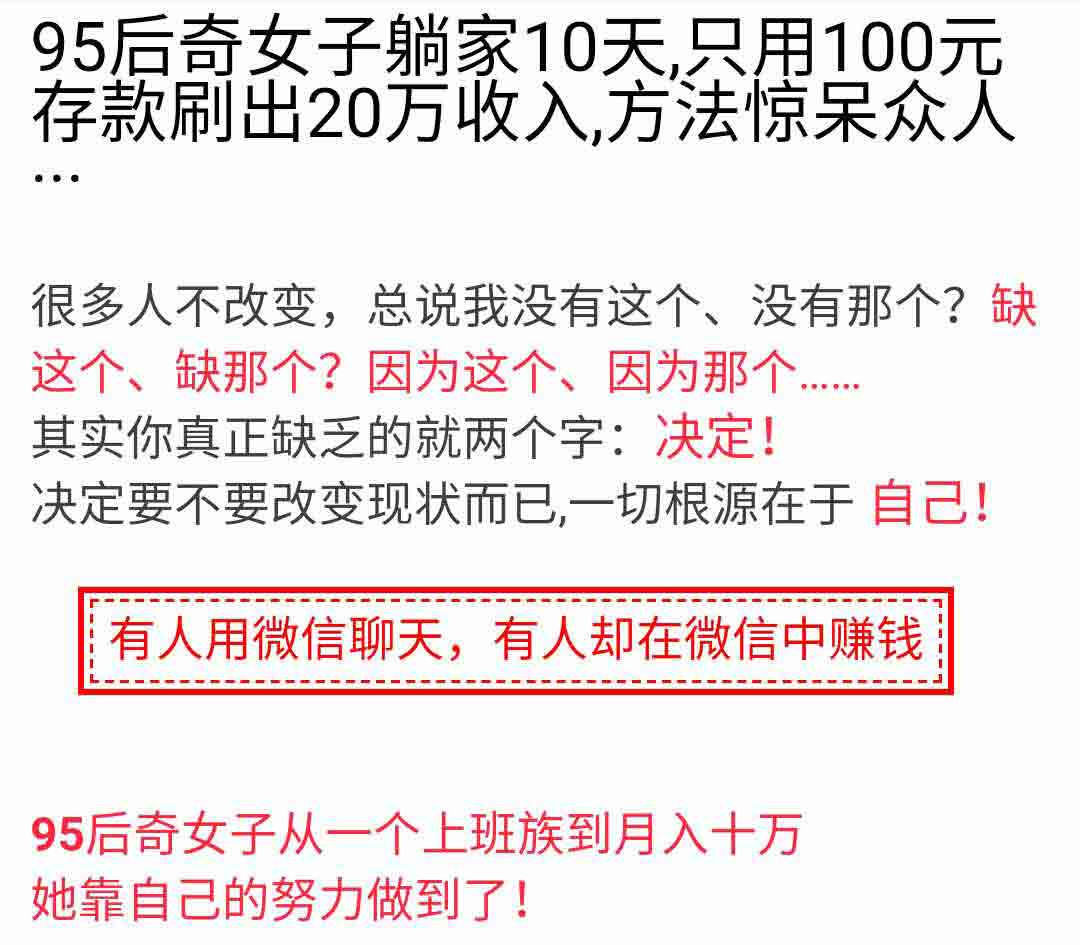 95后奇女子躺家10天,只用100元
存款刷出20万收入,方法惊呆众人
...
很多人不改变，总说我没有这个、没有那个？缺
这个、缺那个？因为这个、因为那个......
其实你真正缺乏的就两个字：决定！
决定要不要改变现状而已,一切根源在于 自己！
有人用微信聊天，有人却在微信中赚钱
95后奇女子从一个上班族到月入十万
她靠自己的努力做到了！